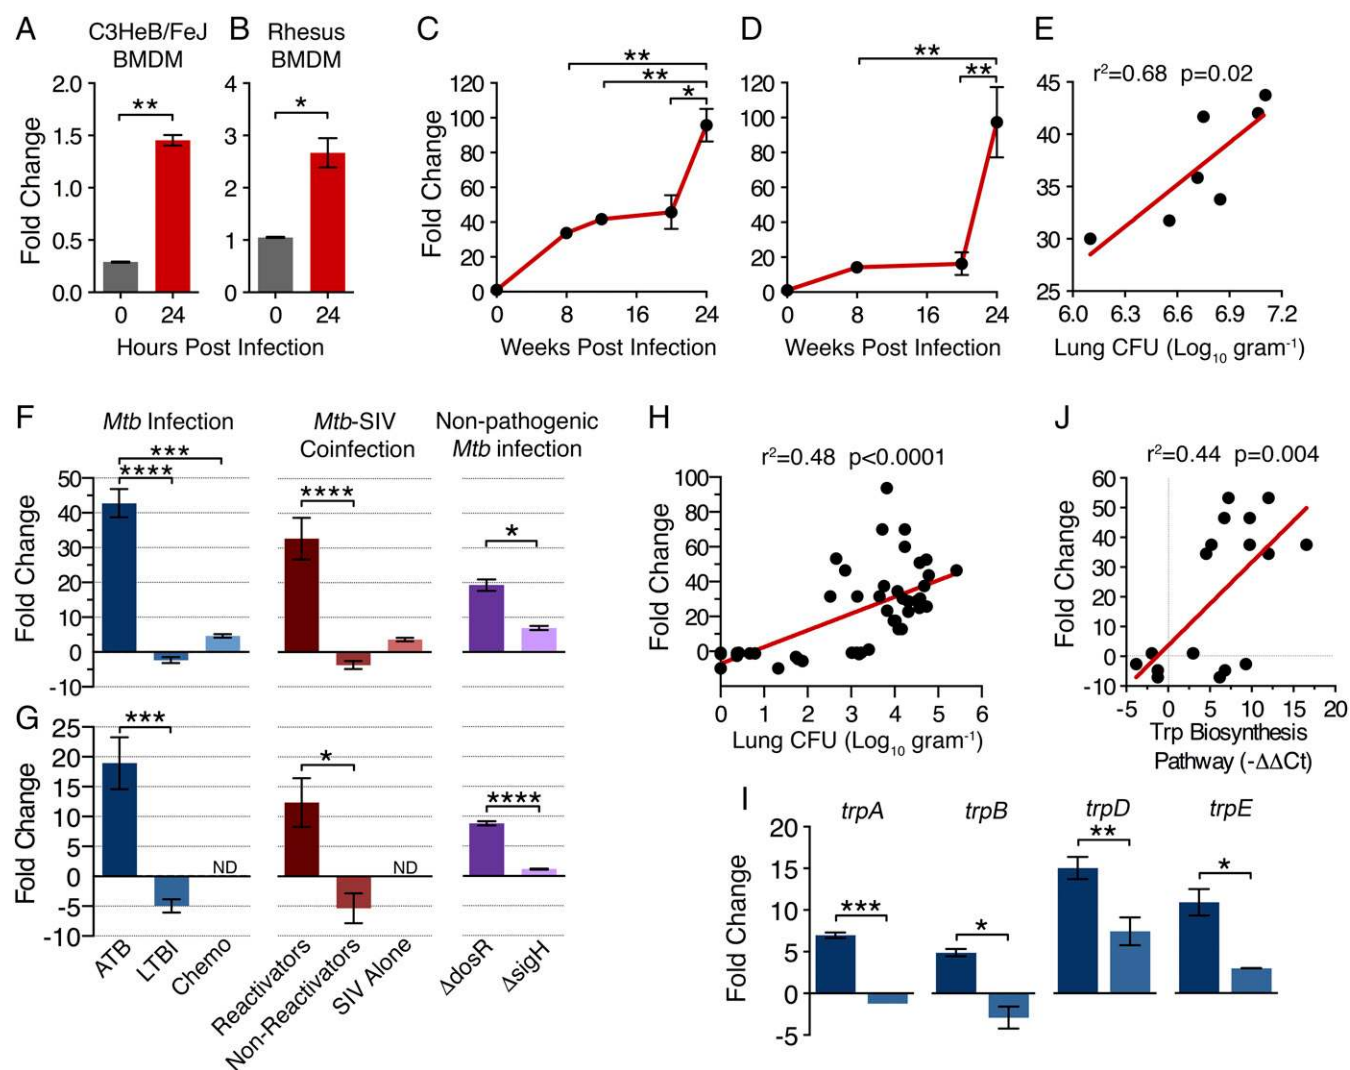 A
C3HeB/FeJ
BMDM
Fold Change
2.0
1.5
1.0
0.5
0.0
**
0
24
B
Rhesus
BMDM
4
3
2
1
0
*
0
24
Hours Post Infection
C
Fold Change
120
100
80
60
40
20
0
**
**
*
0
8
16
24
Weeks Post Infection
D
120
100
80
60
40
20
0
**
**
0
8
16
24
Weeks Post Infection
E
r²=0.68 p=0.02
45
40
35
30
25
6.0
6.3
6.6
6.9
7.2
Lung CFU (Log₁₀ gram⁻¹)
F
Mtb Infection
Mtb-SIV
Coinfection
Non-pathogenic
Mtb infection
Fold Change
50
40
30
20
10
0
-10
***
****
****
*
G
Fold Change
25
20
15
10
5
0
-5
-10
***
ND
*
ND
****
ATB
LTBI
Chemo
Reactivators
Non-Reactivators
SIV Alone
ΔdosR
ΔsigH
H
r²=0.48 p<0.0001
Fold Change
100
80
60
40
20
0
0
1
2
3
4
5
6
Lung CFU (Log₁₀ gram⁻¹)
J
r²=0.44 p=0.004
Fold Change
60
50
40
30
20
10
0
-10
-5
0
5
10
15
20
Trp Biosynthesis
Pathway (-ΔΔCt)
I
trpA
trpB
trpD
trpE
Fold Change
20
15
10
5
0
-5
***
*
**
*